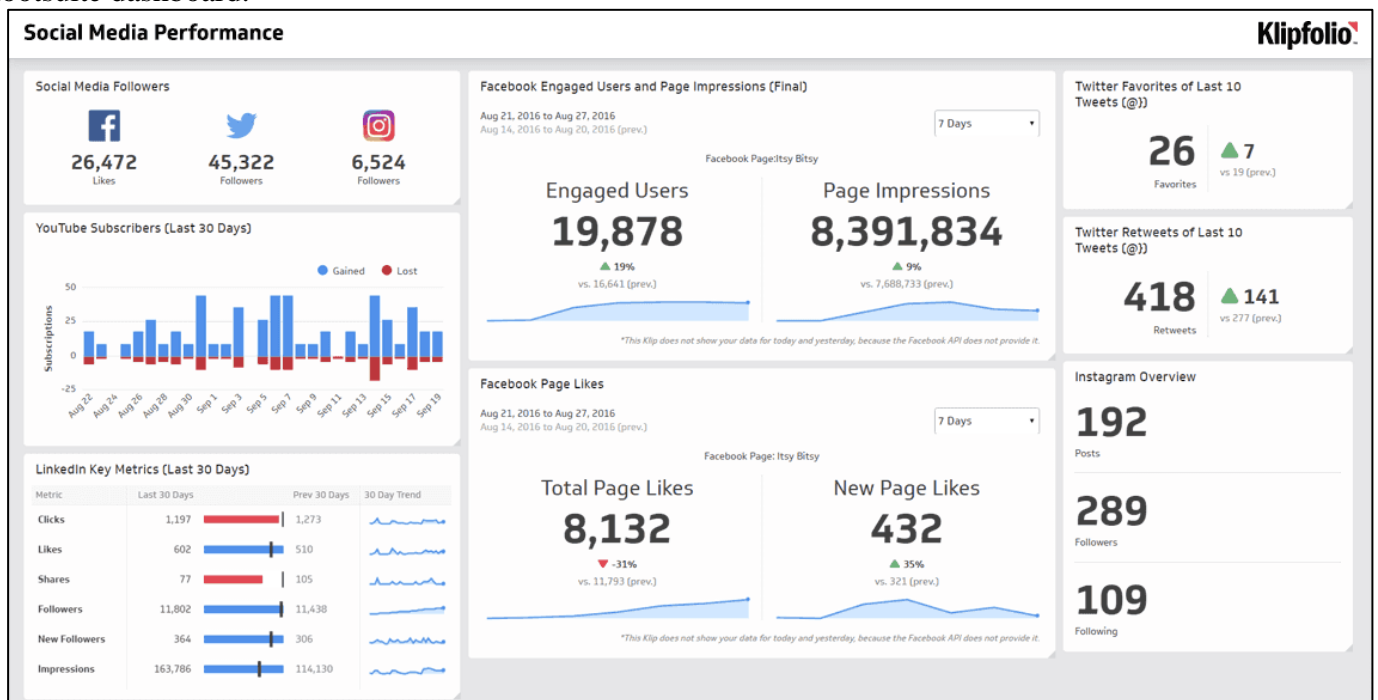 ootsuite dashboard.
Social Media Performance
Klipfolio
Social Media Followers
26,472
Likes
45,322
Followers
6,524
Followers
YouTube Subscribers (Last 30 Days)
Gained
Lost
Subscriptions
50
25
0
-25
Aug 22
Aug 24
Aug 26
Aug 28
Aug 30
Sep 1
Sep 3
Sep 5
Sep 7
Sep 9
Sep 11
Sep 13
Sep 15
Sep 17
Sep 19
LinkedIn Key Metrics (Last 30 Days)
Metric Last 30 Days Prev 30 Days 30 Day Trend
Clicks 1,197 1,273
Likes 602 510
Shares 77 105
Followers 11,802 11,438
New Followers 364 306
Impressions 163,786 114,130
Facebook Engaged Users and Page Impressions (Final)
Aug 21, 2016 to Aug 27, 2016
Aug 14, 2016 to Aug 20, 2016 (prev.)
7 Days
Facebook Page:Itsy Bitsy
Engaged Users
19,878
19%
vs. 16,641 (prev.)
Page Impressions
8,391,834
9%
vs. 7,688,733 (prev.)
*This Klip does not show your data for today and yesterday, because the Facebook API does not provide it.
Facebook Page Likes
Aug 21, 2016 to Aug 27, 2016
Aug 14, 2016 to Aug 20, 2016 (prev.)
7 Days
Facebook Page: Itsy Bitsy
Total Page Likes
8,132
-31%
vs. 11,793 (prev.)
New Page Likes
432
35%
vs. 321 (prev.)
*This Klip does not show your data for today and yesterday, because the Facebook API does not provide it.
Twitter Favorites of Last 10
Tweets (@})
26
Favorites
7
vs 19 (prev.)
Twitter Retweets of Last 10
Tweets (@})
418
Retweets
141
vs 277 (prev.)
Instagram Overview
192
Posts
289
Followers
109
Following